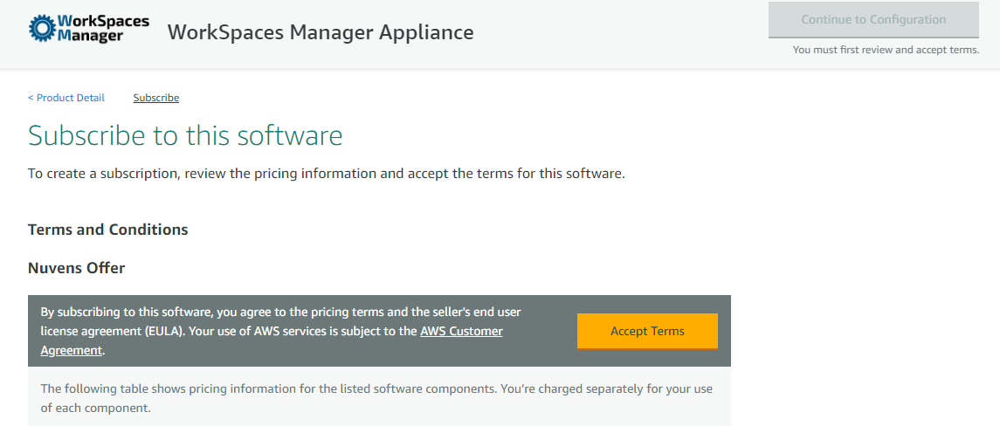 WorkSpaces
Manager
WorkSpaces Manager Appliance
Continue to Configuration
You must first review and accept terms.
< Product Detail
Subscribe
Subscribe to this software
To create a subscription, review the pricing information and accept the terms for this software.
Terms and Conditions
Nuvens Offer
By subscribing to this software, you agree to the pricing terms and the seller's end user
license agreement (EULA). Your use of AWS services is subject to the AWS Customer
Agreement.
Accept Terms
The following table shows pricing information for the listed software components. You're charged separately for your use
of each component.